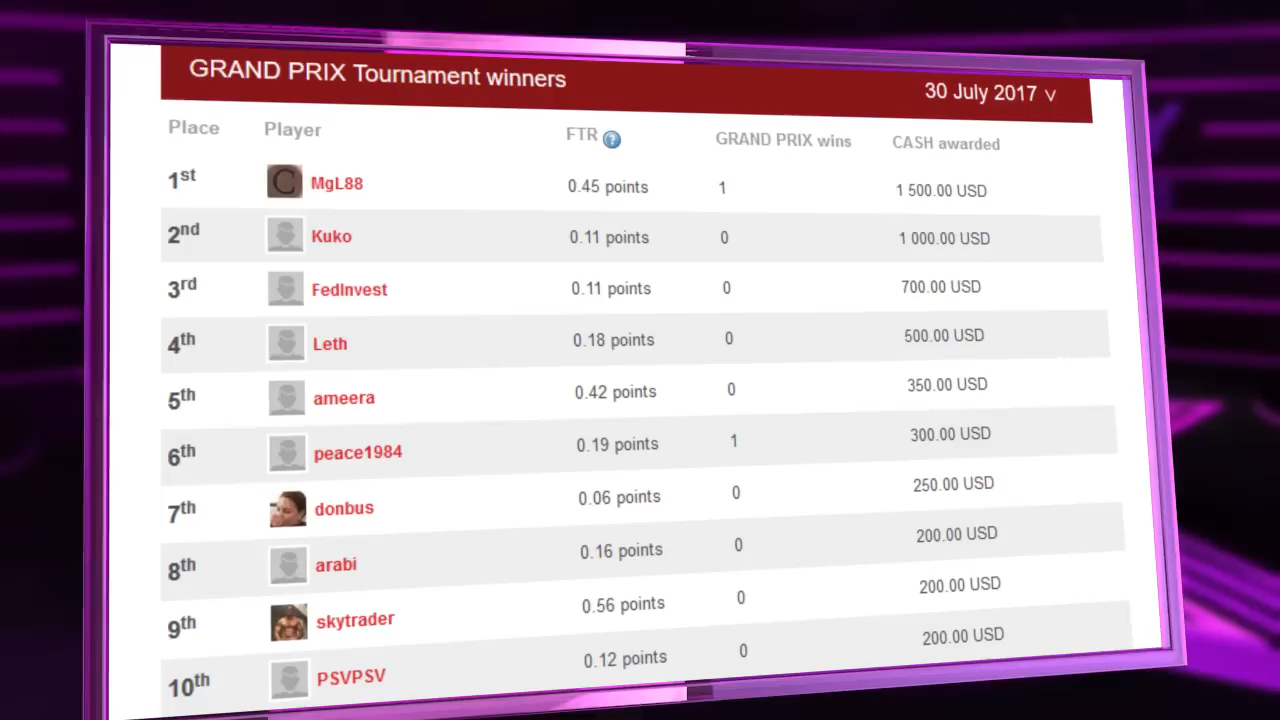 GRAND PRIX Tournament winners 30 July 2017 ∨
Place Player FTR ? GRAND PRIX wins CASH awarded
1st C MgL88 0.45 points 1 1 500.00 USD
2nd Kuko 0.11 points 0 1 000.00 USD
3rd FedInvest 0.11 points 0 700.00 USD
4th Leth 0.18 points 0 500.00 USD
5th ameera 0.42 points 0 350.00 USD
6th peace1984 0.19 points 1 300.00 USD
7th donbus 0.06 points 0 250.00 USD
8th arabi 0.16 points 0 200.00 USD
9th skytrader 0.56 points 0 200.00 USD
10th PSVPSV 0.12 points 0 200.00 USD